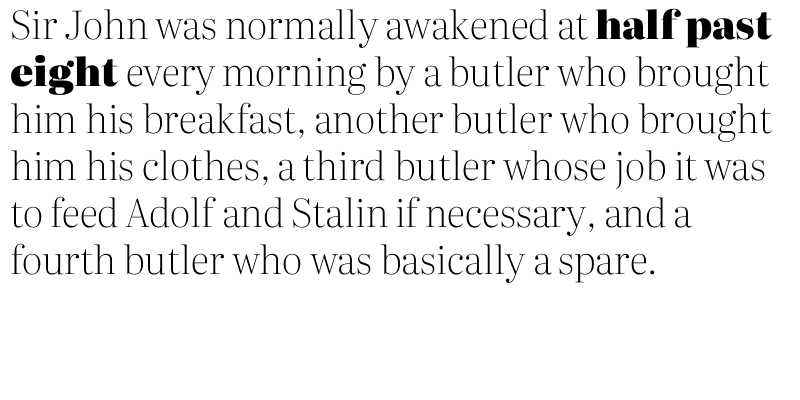 Sir John was normally awakened at half past
eight every morning by a butler who brought
him his breakfast, another butler who brought
him his clothes, a third butler whose job it was
to feed Adolf and Stalin if necessary, and a
fourth butler who was basically a spare.